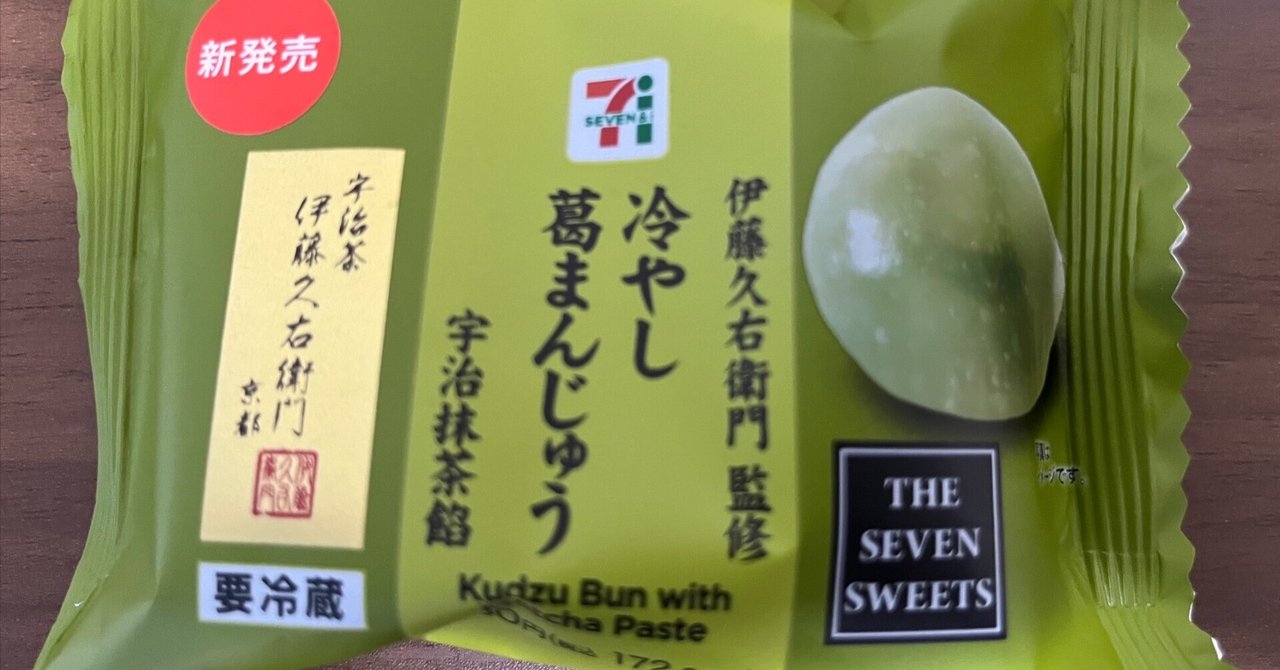 新発売
SEVEN & i
伊藤久右衛門 監修
冷やし
葛まんじゅう
宇治抹茶餡
宇治茶
伊藤久右衛門
京都
要冷蔵
Kudzu Bun with
Paste
172
THE
SEVEN
SWEETS